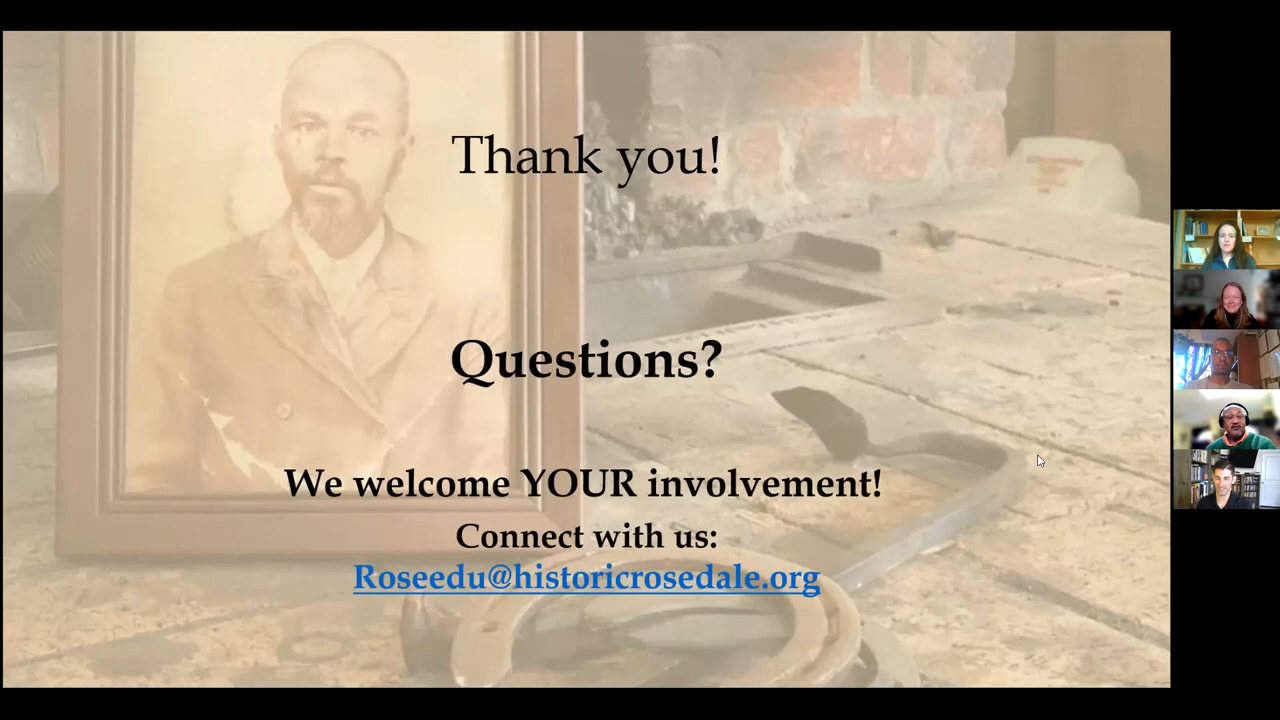 Thank you!
Questions?
We welcome YOUR involvement!
Connect with us:
Roseedu@historicrosedale.org